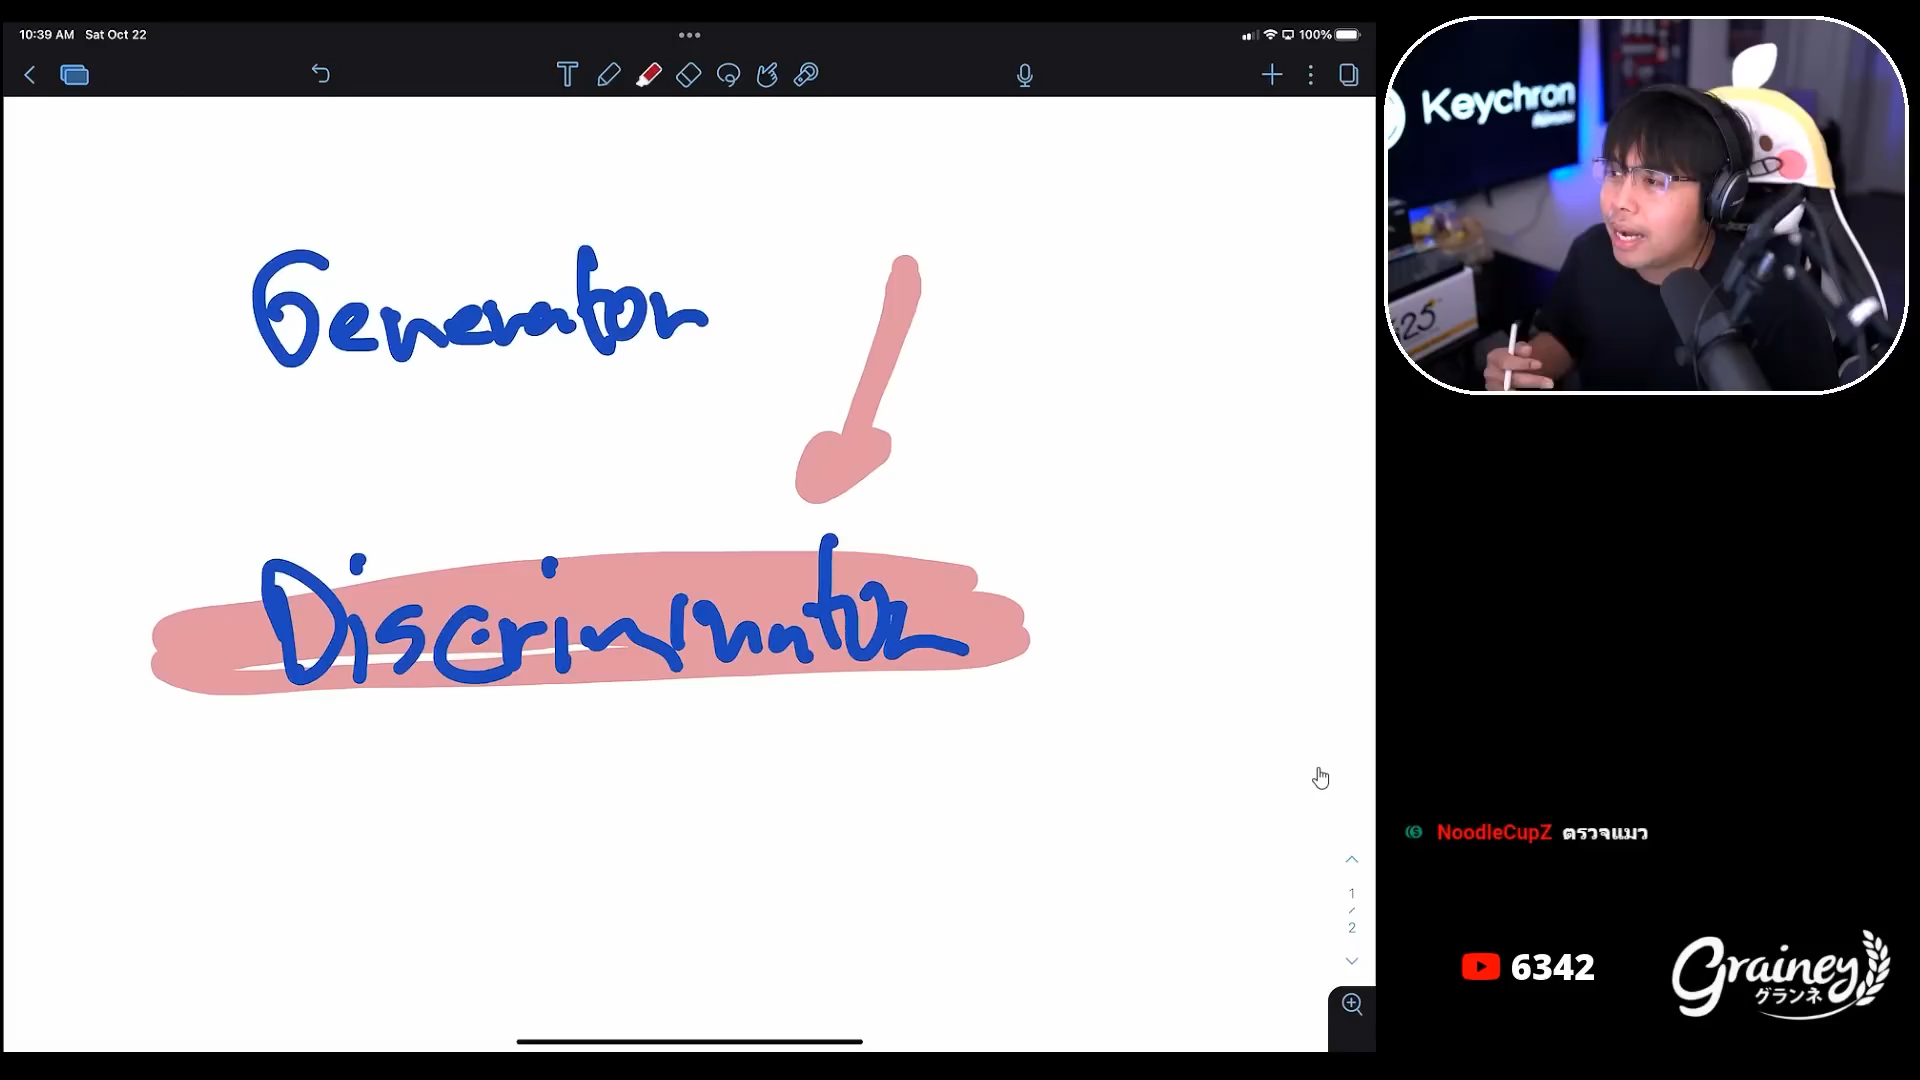 10:39 AM Sat Oct 22
100%
Keychron
Generator
Discriminator
NoodleCupZ ตรวจแมว
1
/
2
6342
Grainey
グランネ